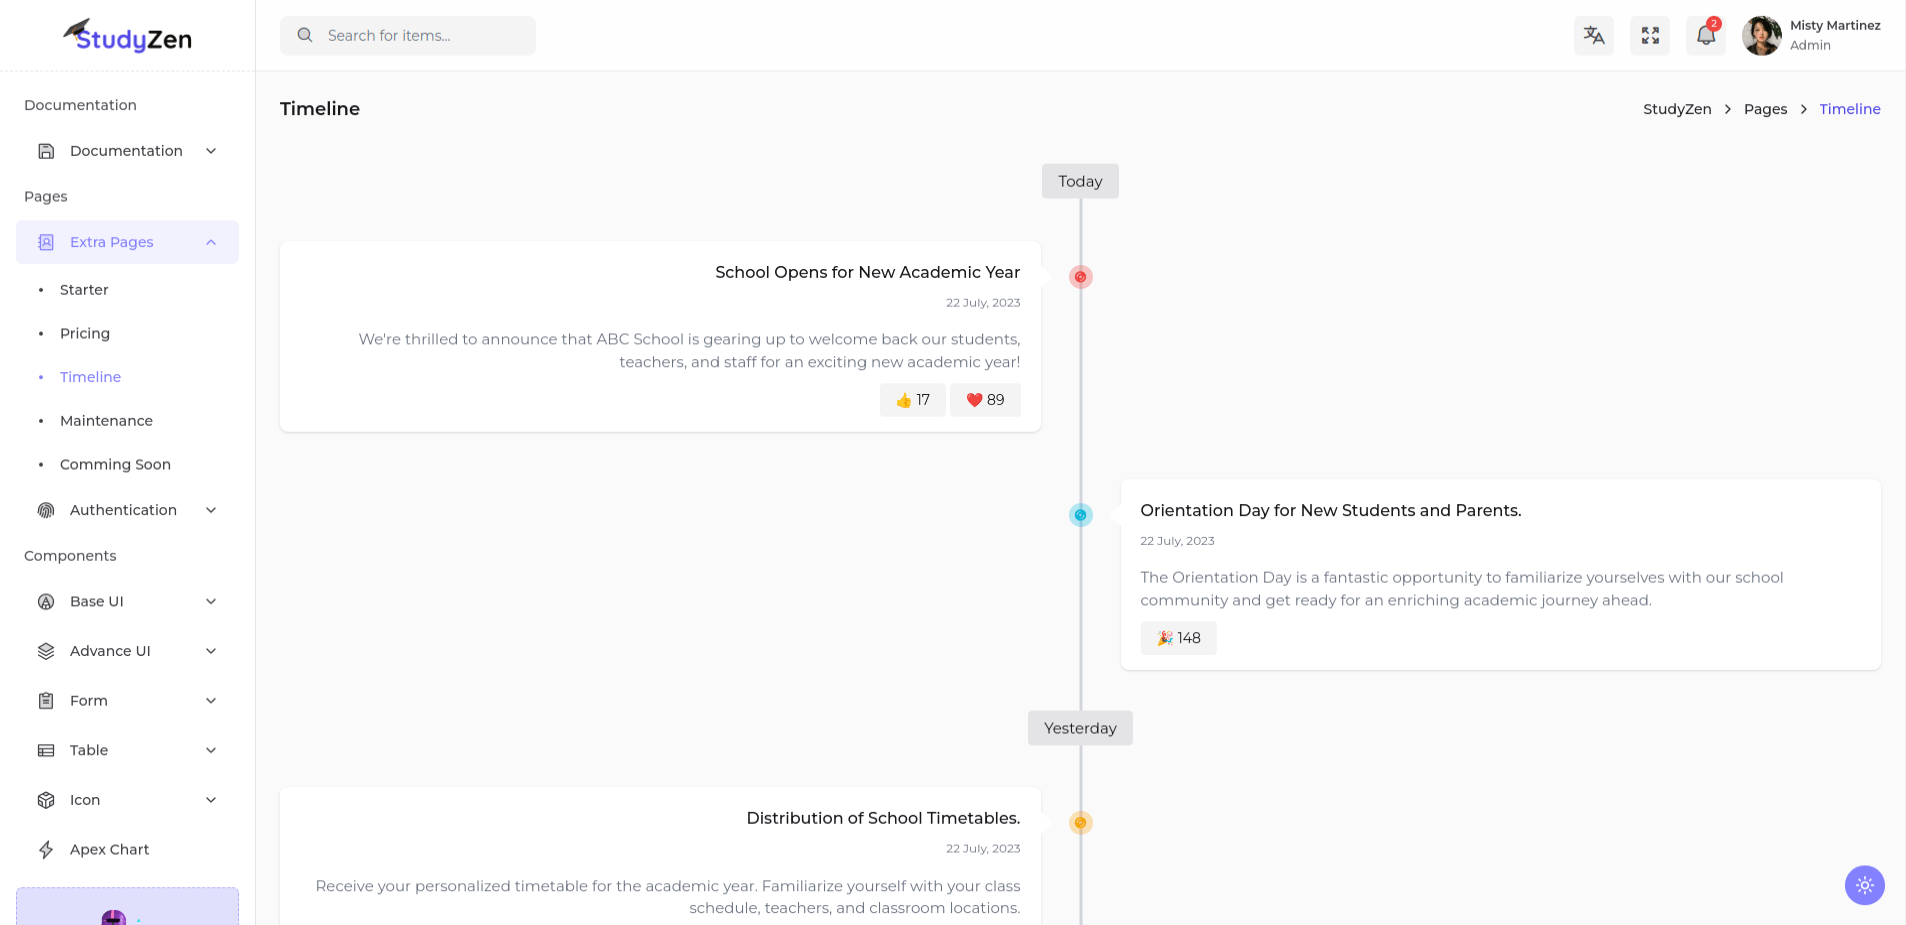 StudyZen
Search for items...
2
Misty Martinez
Admin
Documentation
Documentation
Pages
Extra Pages
Starter
Pricing
Timeline
Maintenance
Comming Soon
Authentication
Components
Base UI
Advance UI
Form
Table
Icon
Apex Chart
Timeline
StudyZen > Pages > Timeline
Today
School Opens for New Academic Year
22 July, 2023
We're thrilled to announce that ABC School is gearing up to welcome back our students,
teachers, and staff for an exciting new academic year!
👍 17 ❤️ 89
Orientation Day for New Students and Parents.
22 July, 2023
The Orientation Day is a fantastic opportunity to familiarize yourselves with our school
community and get ready for an enriching academic journey ahead.
🎉 148
Yesterday
Distribution of School Timetables.
22 July, 2023
Receive your personalized timetable for the academic year. Familiarize yourself with your class
schedule, teachers, and classroom locations.